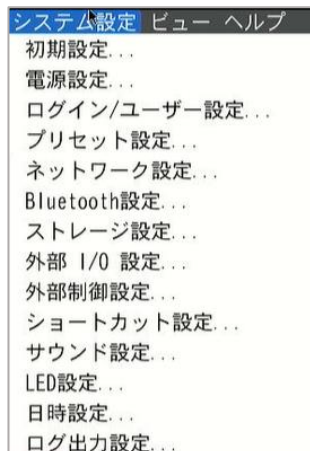 システム設定 ビュー ヘルプ
初期設定...
電源設定...
ログイン/ユーザー設定...
プリセット設定...
ネットワーク設定...
Bluetooth設定...
ストレージ設定...
外部 I/O 設定...
外部制御設定...
ショートカット設定...
サウンド設定...
LED設定...
日時設定...
ログ出力設定...